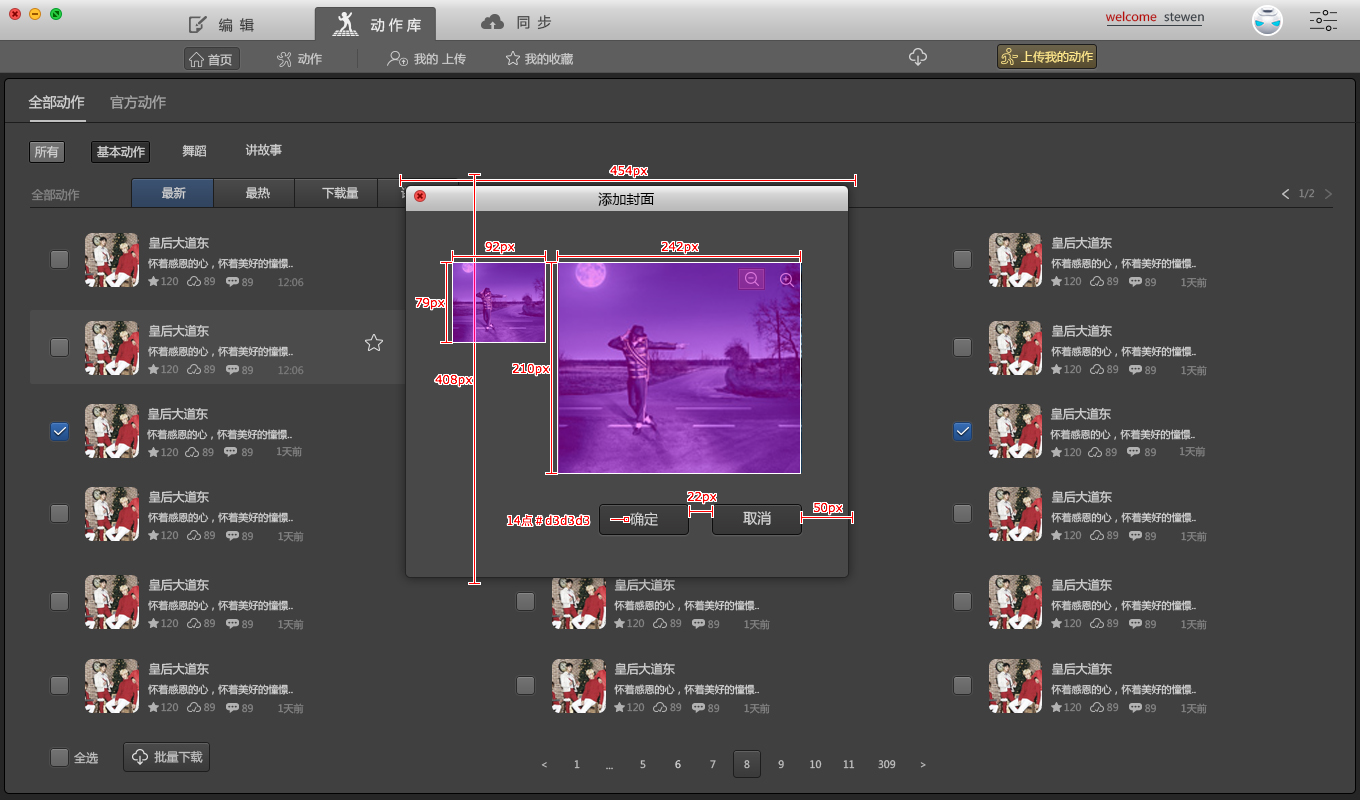 编 辑
动作库
同 步
welcome stewen
首页
动作
我的 上传
我的收藏
上传我的动作
全部动作
官方动作
所有
基本动作
舞蹈
讲故事
454px
全部动作
最新
最热
下载量
1/2
添加封面
92px
242px
79px
408px
210px
22px
50px
14点 # d3d3d3
确定
取消
皇后大道东
怀着感恩的心，怀着美好的憧憬..
120 89 89 12:06
皇后大道东
怀着感恩的心，怀着美好的憧憬..
120 89 89 1天前
皇后大道东
怀着感恩的心，怀着美好的憧憬..
120 89 89 12:06
皇后大道东
怀着感恩的心，怀着美好的憧憬..
120 89 89 1天前
皇后大道东
怀着感恩的心，怀着美好的憧憬..
120 89 89 1天前
皇后大道东
怀着感恩的心，怀着美好的憧憬..
120 89 89 1天前
皇后大道东
怀着感恩的心，怀着美好的憧憬..
120 89 89 1天前
皇后大道东
怀着感恩的心，怀着美好的憧憬..
120 89 89 1天前
皇后大道东
怀着感恩的心，怀着美好的憧憬..
120 89 89 1天前
皇后大道东
怀着感恩的心，怀着美好的憧憬..
120 89 89 1天前
皇后大道东
怀着感恩的心，怀着美好的憧憬..
120 89 89 1天前
皇后大道东
怀着感恩的心，怀着美好的憧憬..
120 89 89 1天前
皇后大道东
怀着感恩的心，怀着美好的憧憬..
120 89 89 1天前
皇后大道东
怀着感恩的心，怀着美好的憧憬..
120 89 89 1天前
全选
批量下载
< 1 ... 5 6 7 8 9 10 11 309 >